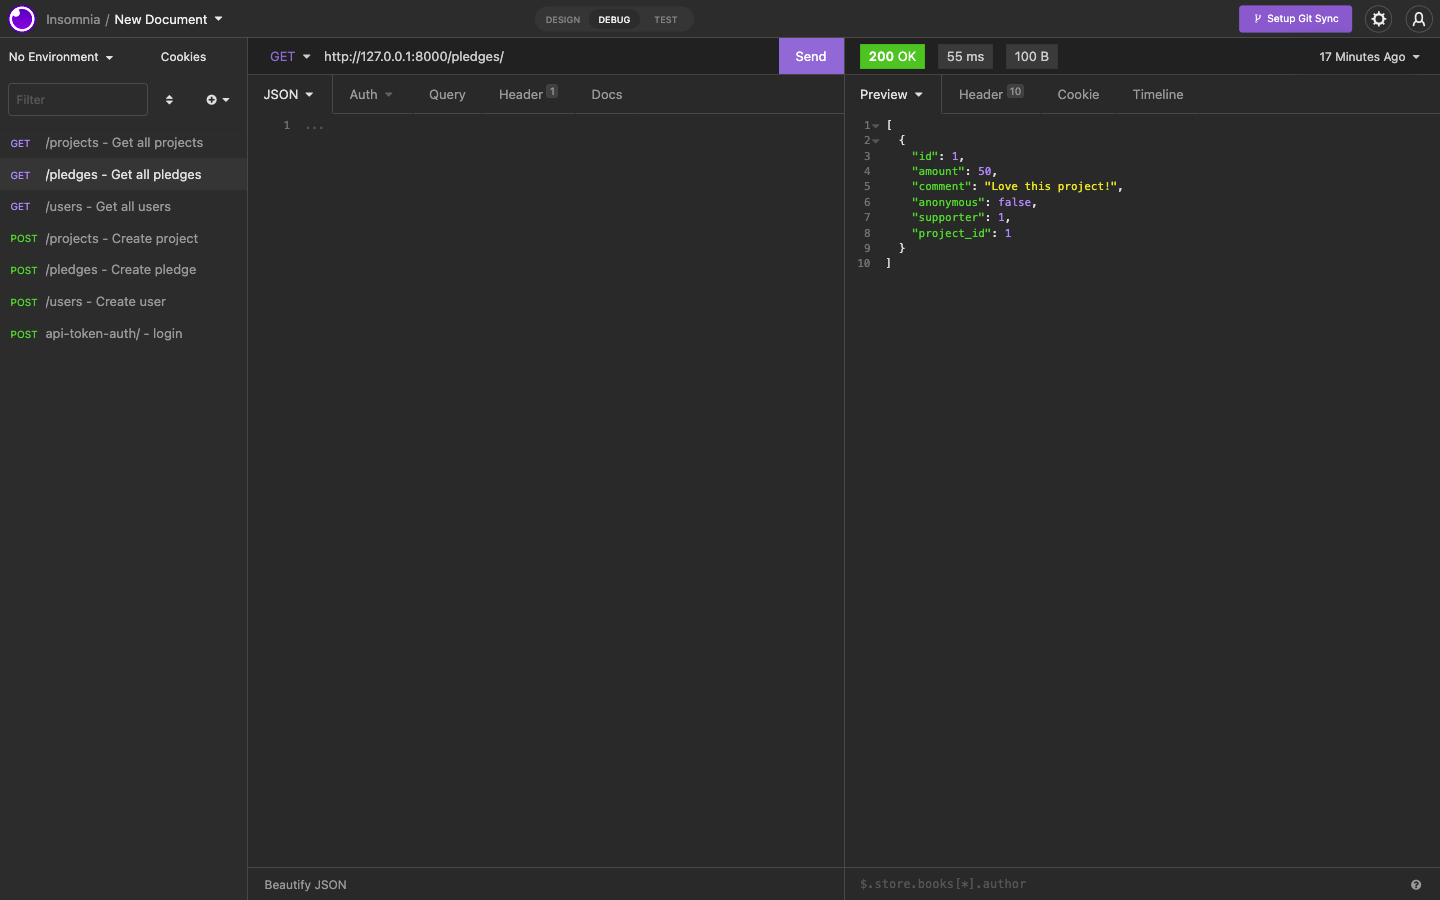 Insomnia / New Document
DESIGN DEBUG TEST
Setup Git Sync
No Environment Cookies
Filter
GET /projects - Get all projects
GET /pledges - Get all pledges
GET /users - Get all users
POST /projects - Create project
POST /pledges - Create pledge
POST /users - Create user
POST api-token-auth/ - login
GET http://127.0.0.1:8000/pledges/ Send
JSON Auth Query Header 1 Docs
1 ...
Beautify JSON
200 OK 55 ms 100 B 17 Minutes Ago
Preview Header 10 Cookie Timeline
1 [
2 {
3 "id": 1,
4 "amount": 50,
5 "comment": "Love this project!",
6 "anonymous": false,
7 "supporter": 1,
8 "project_id": 1
9 }
10 ]
$.store.books[*].author ?